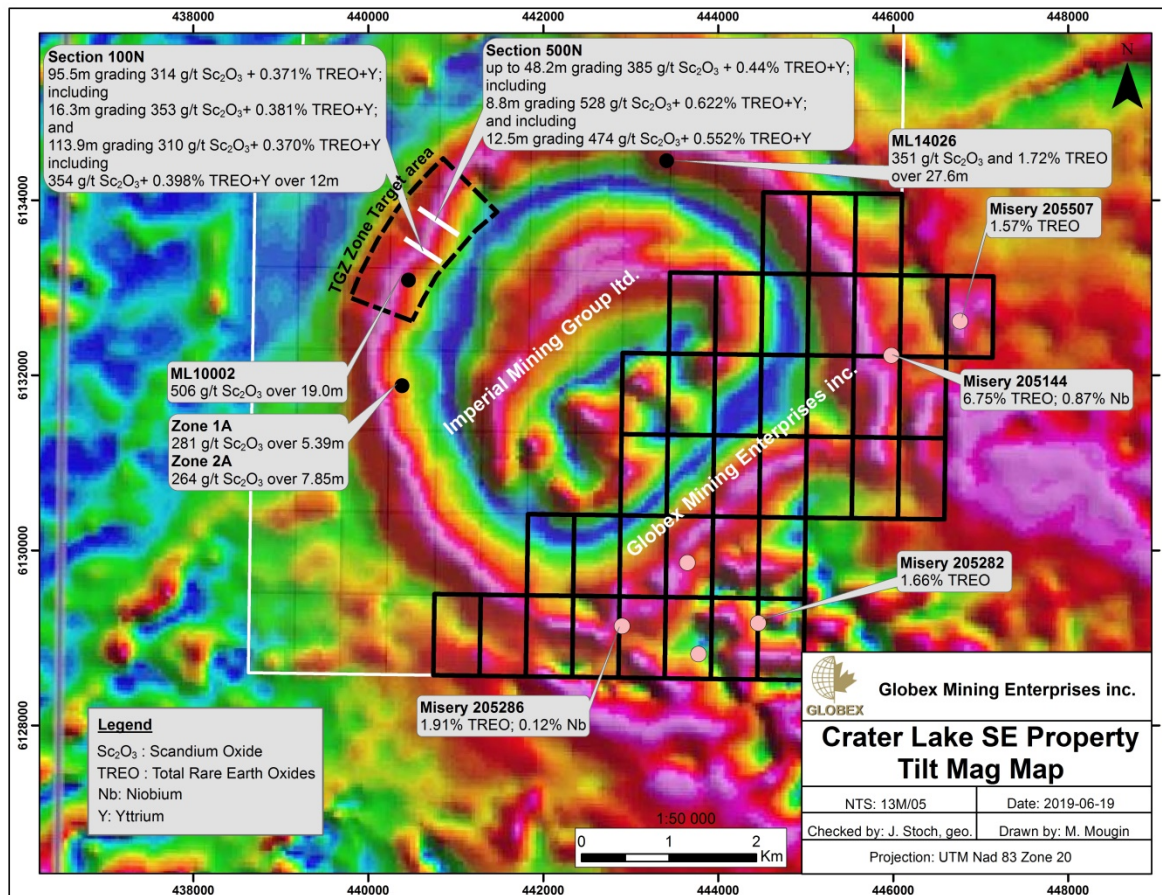 438000
440000
442000
444000
446000
448000
Section 100N
95.5m grading 314 g/t Sc₂O₃ + 0.371% TREO+Y;
including
16.3m grading 353 g/t Sc₂O₃+ 0.381% TREO+Y;
and
113.9m grading 310 g/t Sc₂O₃+ 0.370% TREO+Y
including
354 g/t Sc₂O₃+ 0.398% TREO+Y over 12m
Section 500N
up to 48.2m grading 385 g/t Sc₂O₃ + 0.44% TREO+Y;
including
8.8m grading 528 g/t Sc₂O₃+ 0.622% TREO+Y;
and including
12.5m grading 474 g/t Sc₂O₃+ 0.552% TREO+Y
N
ML14026
351 g/t Sc₂O₃ and 1.72% TREO
over 27.6m
Misery 205507
1.57% TREO
TGZ Zone Target area
6134000
6134000
Imperial Mining Group ltd.
Globex Mining Enterprises inc.
ML10002
506 g/t Sc₂O₃ over 19.0m
6132000
6132000
Misery 205144
6.75% TREO; 0.87% Nb
Zone 1A
281 g/t Sc₂O₃ over 5.39m
Zone 2A
264 g/t Sc₂O₃ over 7.85m
6130000
6130000
Misery 205282
1.66% TREO
Misery 205286
1.91% TREO; 0.12% Nb
6128000
Legend
Sc₂O₃ : Scandium Oxide
TREO : Total Rare Earth Oxides
Nb: Niobium
Y: Yttrium
1:50 000
0 1 2
Km
GLOBEX
Globex Mining Enterprises inc.
Crater Lake SE Property
Tilt Mag Map
NTS: 13M/05
Date: 2019-06-19
Checked by: J. Stoch, geo.
Drawn by: M. Mougin
Projection: UTM Nad 83 Zone 20
438000
440000
442000
444000
446000
448000